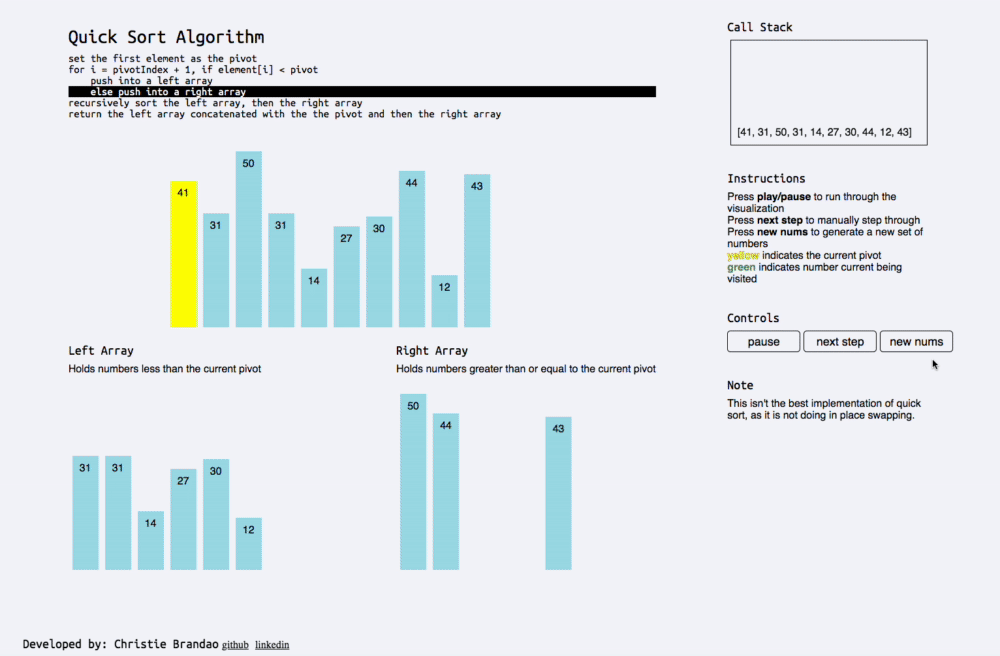 Quick Sort Algorithm
set the first element as the pivot
for i = pivotIndex + 1, if element[i] < pivot
push into a left array
else push into a right array
recursively sort the left array, then the right array
return the left array concatenated with the the pivot and then the right array
41
31
50
31
14
27
30
44
12
43
Left Array
Holds numbers less than the current pivot
31
31
14
27
30
12
Right Array
Holds numbers greater than or equal to the current pivot
50
44
43
Call Stack
[41, 31, 50, 31, 14, 27, 30, 44, 12, 43]
Instructions
Press play/pause to run through the
visualization
Press next step to manually step through
Press new nums to generate a new set of
numbers
yellow indicates the current pivot
green indicates number current being
visited
Controls
pause
next step
new nums
Note
This isn't the best implementation of quick
sort, as it is not doing in place swapping.
Developed by: Christie Brandao github linkedin